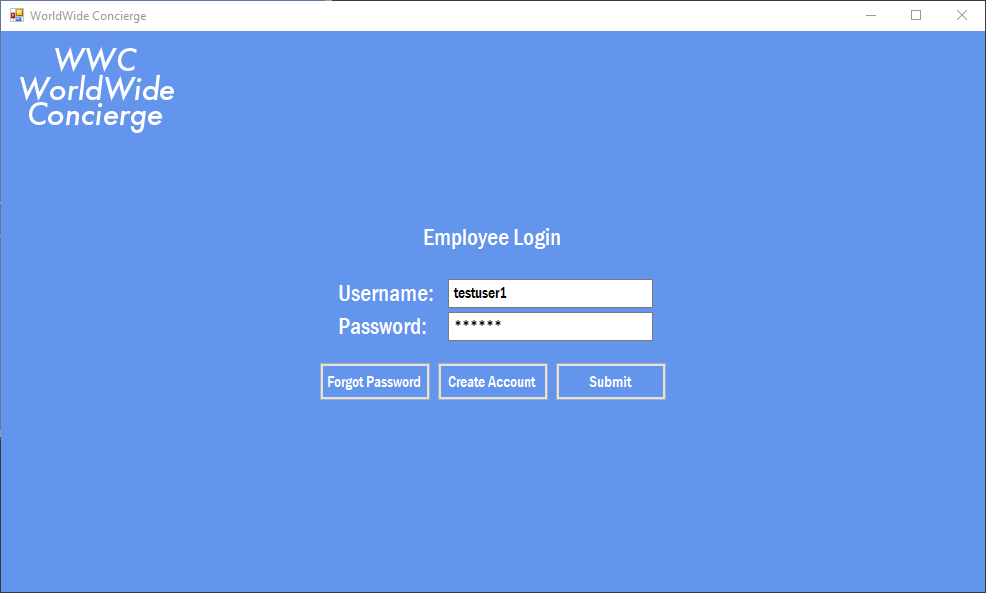 WorldWide Concierge
WWC
WorldWide
Concierge
Employee Login
Username: testuser1
Password: ******
Forgot Password Create Account Submit